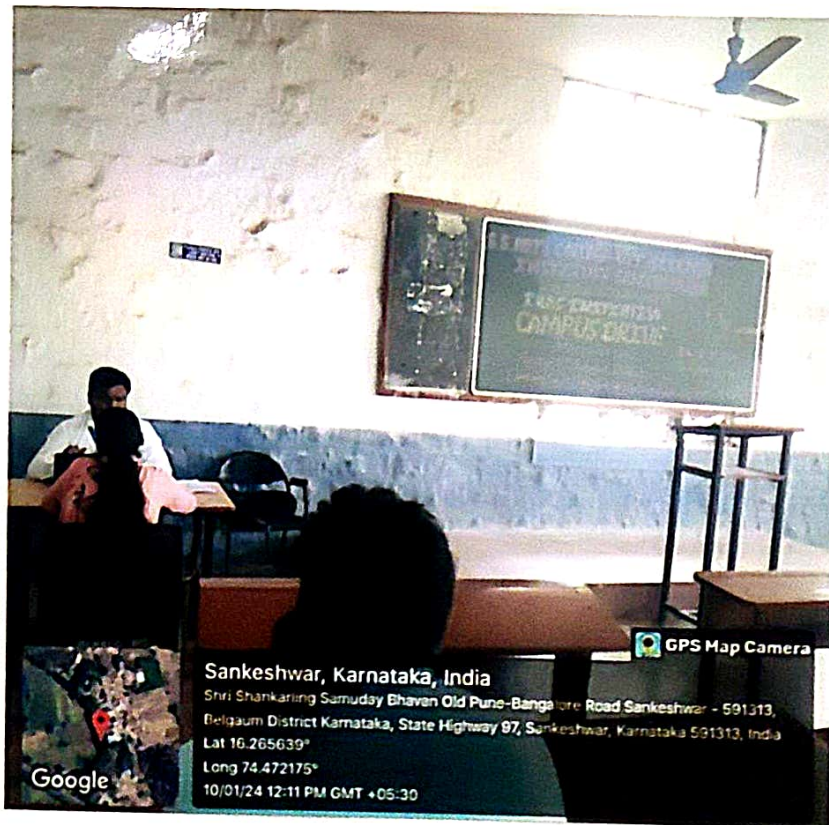 CAMPUS DRIVE
GPS Map Camera
Sankeshwar, Karnataka, India
Shri Shankarling Samuday Bhavan Old Pune-Bangalore Road Sankeshwar - 591313,
Belgaum District Karnataka, State Highway 97, Sankeshwar, Karnataka 591313, India
Lat 16.265639°
Long 74.472175°
10/01/24 12:11 PM GMT +05:30
Google